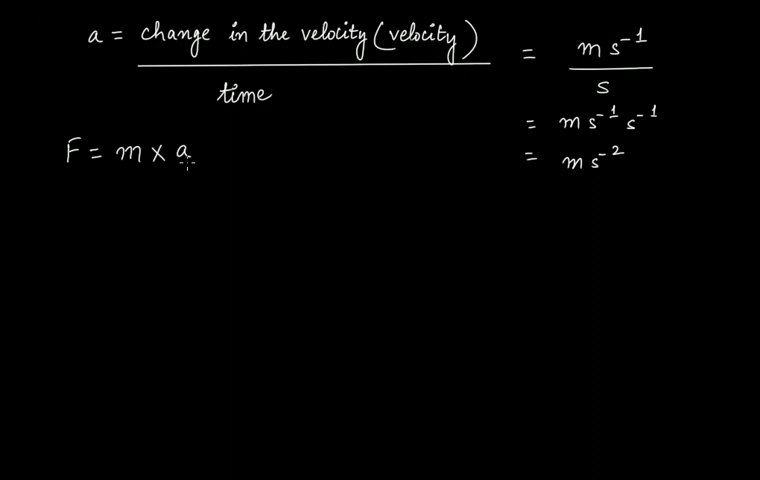 a = change in the velocity (velocity) / time = m s⁻¹ / s
= m s⁻¹ s⁻¹
F = m × a
= m s⁻²